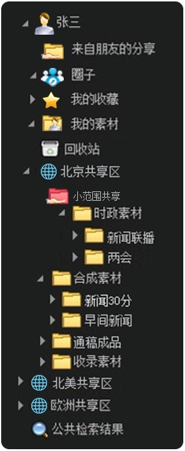 张三
来自朋友的分享
圈子
我的收藏
我的素材
回收站
北京共享区
小范围共享
时政素材
新闻联播
两会
合成素材
新闻30分
早间新闻
通稿成品
收录素材
北美共享区
欧洲共享区
公共检索结果